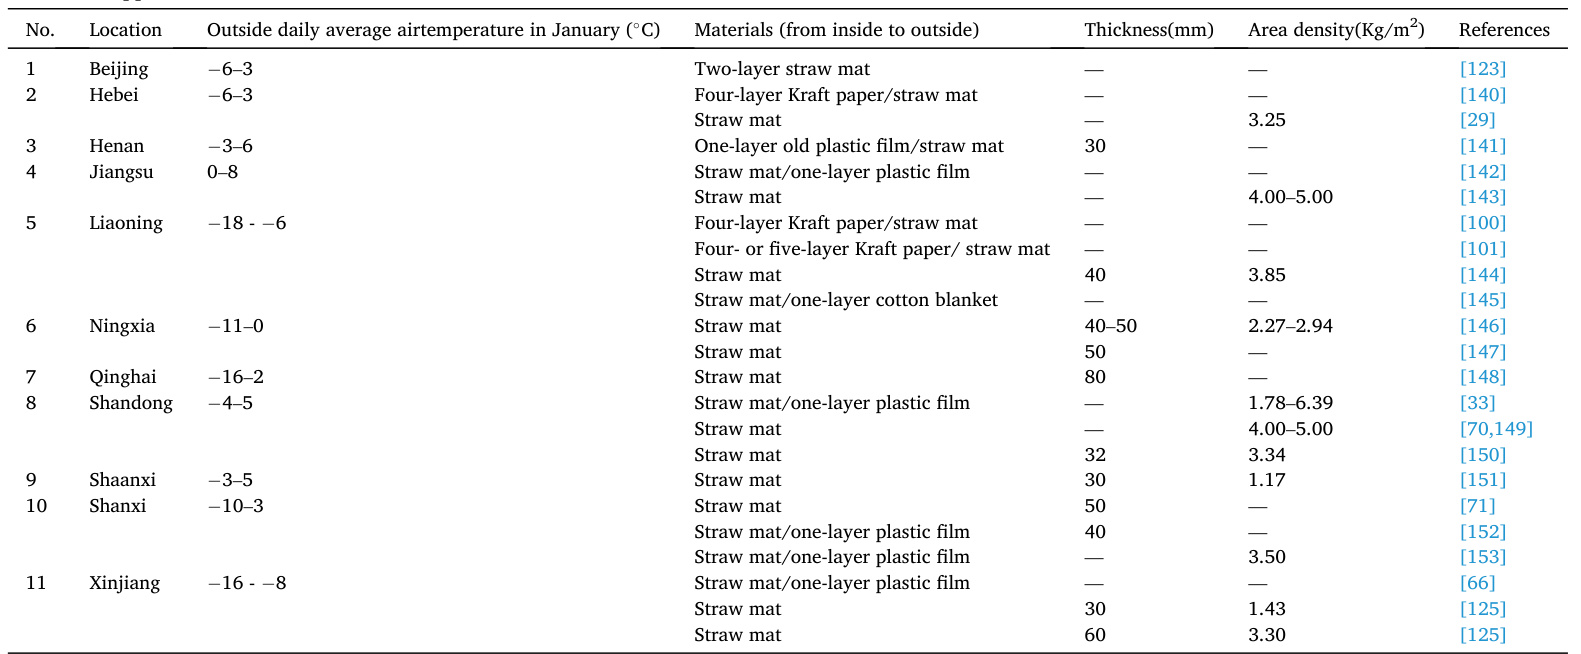 No. Location Outside daily average airtemperature in January (°C) Materials (from inside to outside) Thickness(mm) Area density(Kg/m2) References
1 Beijing −6–3 Two-layer straw mat — — [123]
2 Hebei −6–3 Four-layer Kraft paper/straw mat — — [140]
Straw mat — 3.25 [29]
3 Henan −3–6 One-layer old plastic film/straw mat 30 — [141]
4 Jiangsu 0–8 Straw mat/one-layer plastic film — — [142]
Straw mat — 4.00–5.00 [143]
5 Liaoning −18 - −6 Four-layer Kraft paper/straw mat — — [100]
Four- or five-layer Kraft paper/ straw mat — — [101]
Straw mat 40 3.85 [144]
Straw mat/one-layer cotton blanket — — [145]
6 Ningxia −11–0 Straw mat 40–50 2.27–2.94 [146]
Straw mat 50 — [147]
7 Qinghai −16–2 Straw mat 80 — [148]
8 Shandong −4–5 Straw mat/one-layer plastic film — 1.78–6.39 [33]
Straw mat — 4.00–5.00 [70,149]
Straw mat 32 3.34 [150]
9 Shaanxi −3–5 Straw mat 30 1.17 [151]
10 Shanxi −10–3 Straw mat 50 — [71]
Straw mat/one-layer plastic film 40 — [152]
Straw mat/one-layer plastic film — 3.50 [153]
11 Xinjiang −16 - −8 Straw mat/one-layer plastic film — — [66]
Straw mat 30 1.43 [125]
Straw mat 60 3.30 [125]